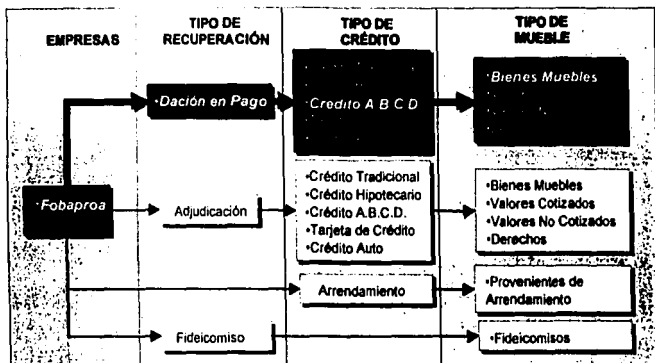 EMPRESAS
TIPO DE
RECUPERACIÓN
TIPO DE
CRÉDITO
TIPO DE
MUEBLE
·Dación en Pago
·Credito A B C D
·Bienes Muebles
·Fobaproa
Adjudicación
·Crédito Tradicional
·Crédito Hipotecario
·Crédito A.B.C.D.
·Tarjeta de Crédito
·Crédito Auto
·Bienes Muebles
·Valores Cotizados
·Valores No Cotizados
·Derechos
Arrendamiento
·Provenientes de
Arrendamiento
Fideicomiso
·Fideicomisos